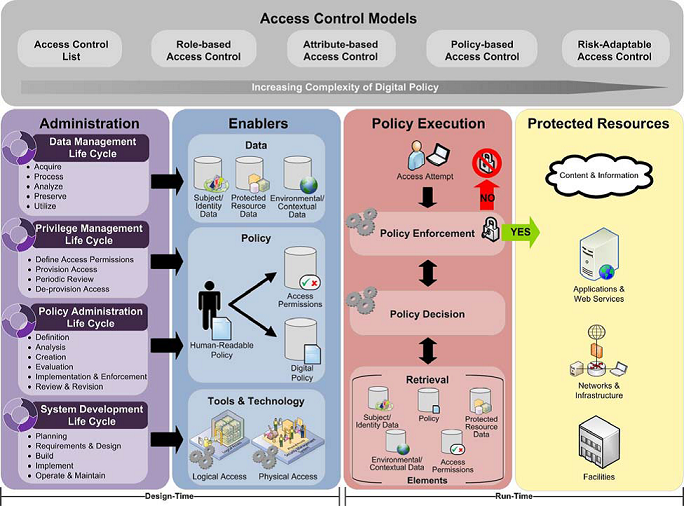 Access Control Models
Access Control
List
Role-based
Access Control
Attribute-based
Access Control
Policy-based
Access Control
Risk-Adaptable
Access Control
Increasing Complexity of Digital Policy
Administration
Data Management
Life Cycle
• Acquire
• Process
• Analyze
• Preserve
• Utilize
Privilege Management
Life Cycle
• Define Access Permissions
• Provision Access
• Periodic Review
• De-provision Access
Policy Administration
Life Cycle
• Definition
• Analysis
• Creation
• Evaluation
• Implementation & Enforcement
• Review & Revision
System Development
Life Cycle
• Planning
• Requirements & Design
• Build
• Implement
• Operate & Maintain
Enablers
Data
Subject/
Identity
Data
Protected
Resource
Data
Environmental/
Contextual Data
Policy
Human-Readable
Policy
Access
Permissions
Digital
Policy
Tools & Technology
Logical Access
Physical Access
Policy Execution
Access Attempt
NO
Policy Enforcement
YES
Policy Decision
Retrieval
Subject/
Identity Data
Policy
Protected
Resource
Data
Environmental/
Contextual Data
Access
Permissions
Elements
Protected Resources
Content & Information
Applications &
Web Services
Networks &
Infrastructure
Facilities
Design-Time
Run-Time